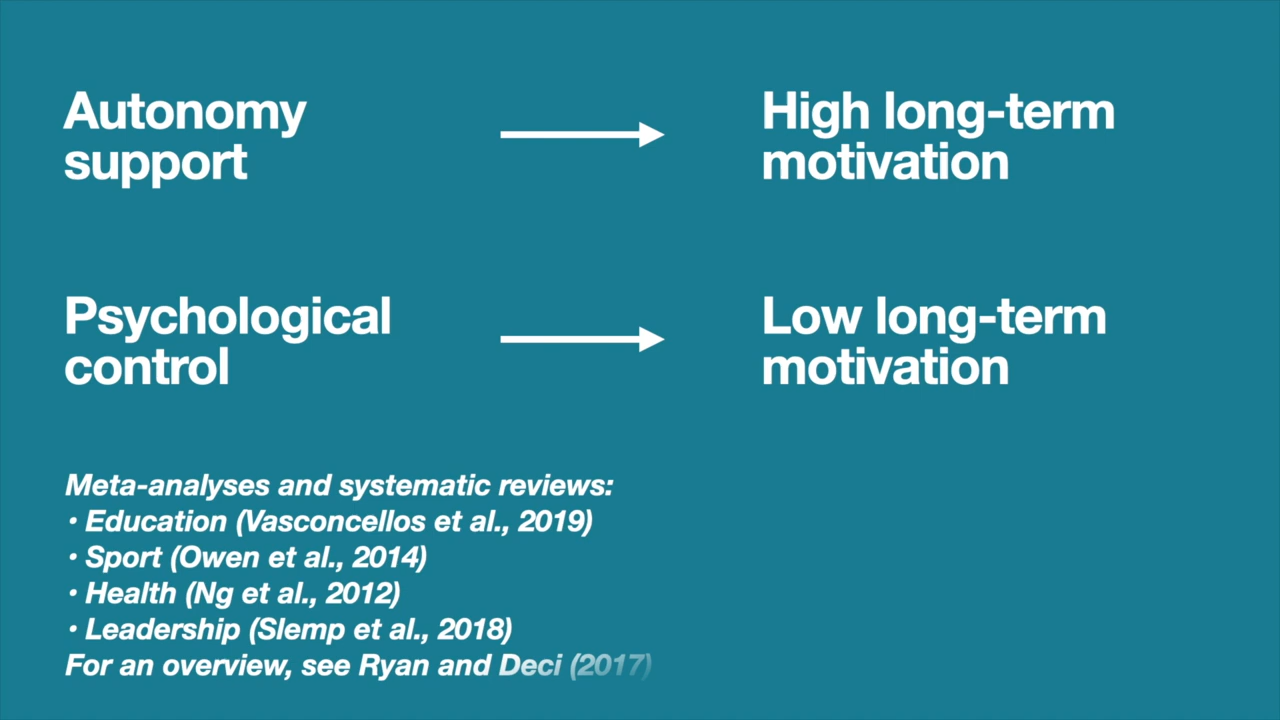 Autonomy
support
High long-term
motivation
Psychological
control
Low long-term
motivation
Meta-analyses and systematic reviews:
• Education (Vasconcellos et al., 2019)
• Sport (Owen et al., 2014)
• Health (Ng et al., 2012)
• Leadership (Slemp et al., 2018)
For an overview, see Ryan and Deci (2017)